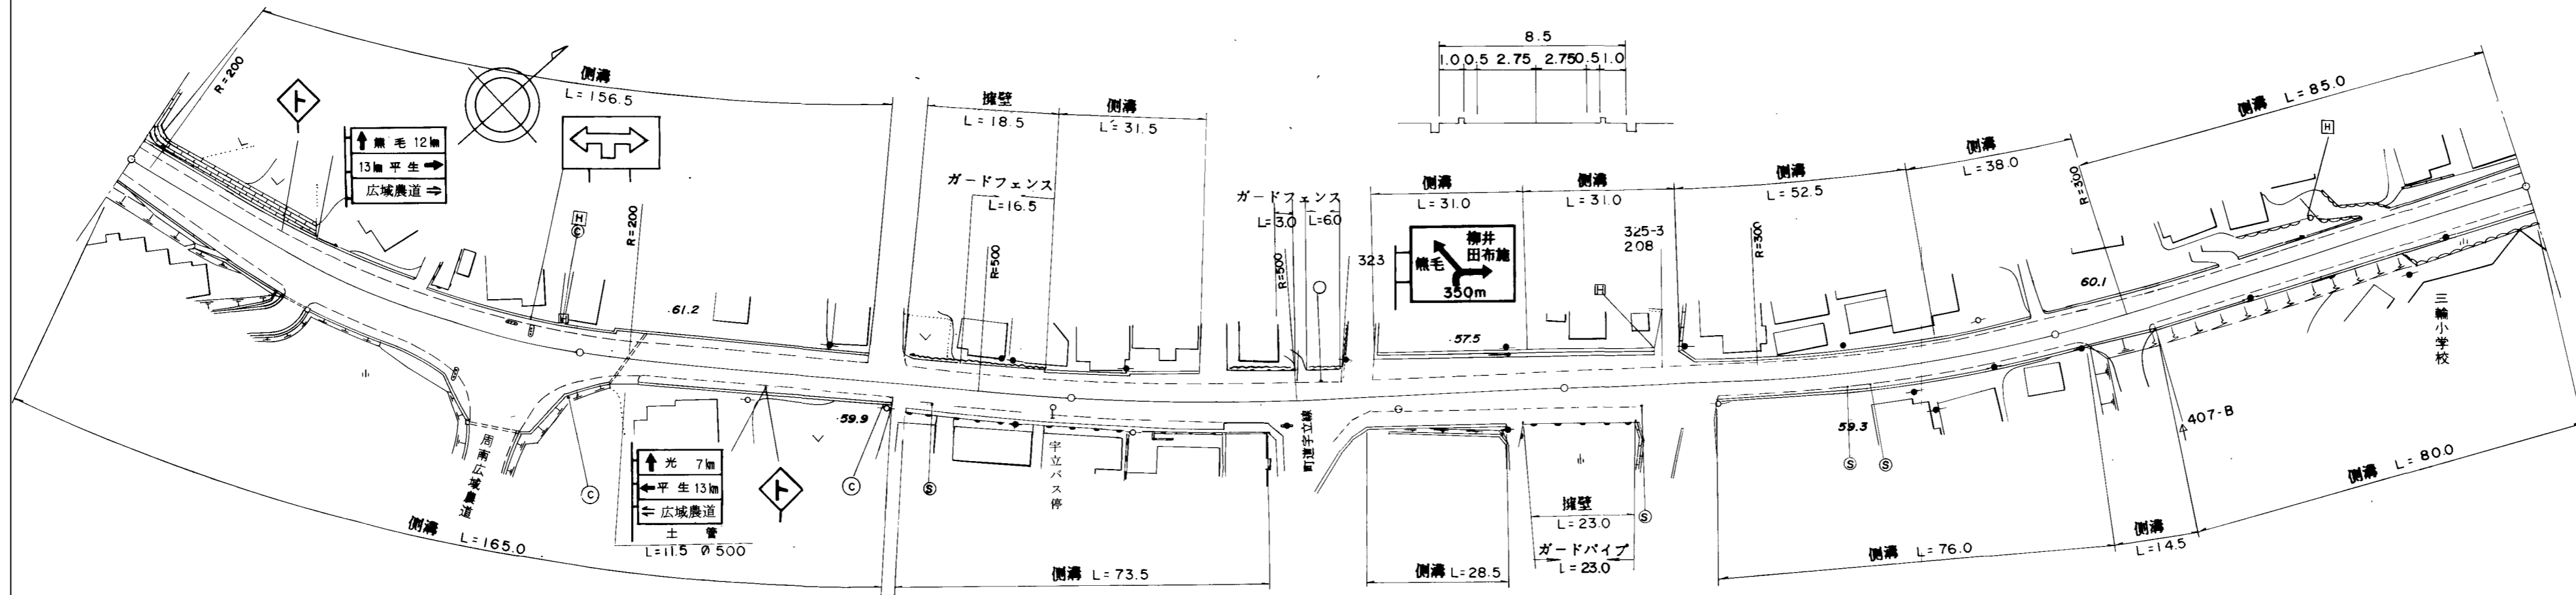 R=200
側溝
L=156.5
熊毛 12㎞
13㎞ 平生
広域農道
H
C
R=200
H
61.2
擁壁
L=18.5
側溝
L=31.5
ガードフェンス
L=16.5
R=500
ガードフェンス
L=3.0
L=6.0
R=500
8.5
1.0 0.5 2.75 2.75 0.5 1.0
側溝
L=31.0
側溝
L=31.0
323
柳井
田布施
熊毛
350m
325-3
208
H
57.5
側溝
L=52.5
R=300
側溝
L=38.0
R=300
側溝 L=85.0
H
60.1
三輪小学校
周南広域農道
C
側溝 L=165.0
光 7㎞
平生 13㎞
広域農道
土管
L=11.5 Ø500
59.9
C
S
宇立バス停
側溝 L=73.5
町道宇立線
側溝 L=28.5
擁壁
L=23.0
ガードパイプ
L=23.0
S
59.3
S
S
側溝 L=76.0
側溝
L=14.5
407-B
側溝 L=80.0